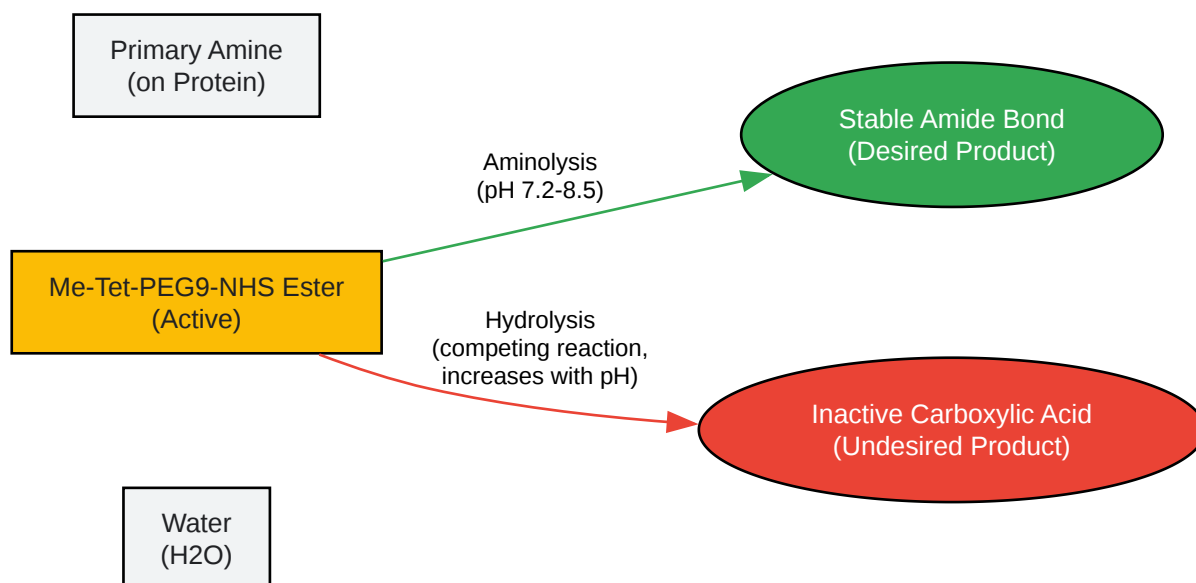 Primary Amine
(on Protein)
Stable Amide Bond
(Desired Product)
Aminolysis
(pH 7.2-8.5)
Me-Tet-PEG9-NHS Ester
(Active)
Hydrolysis
(competing reaction,
increases with pH)
Inactive Carboxylic Acid
(Undesired Product)
Water
(H2O)